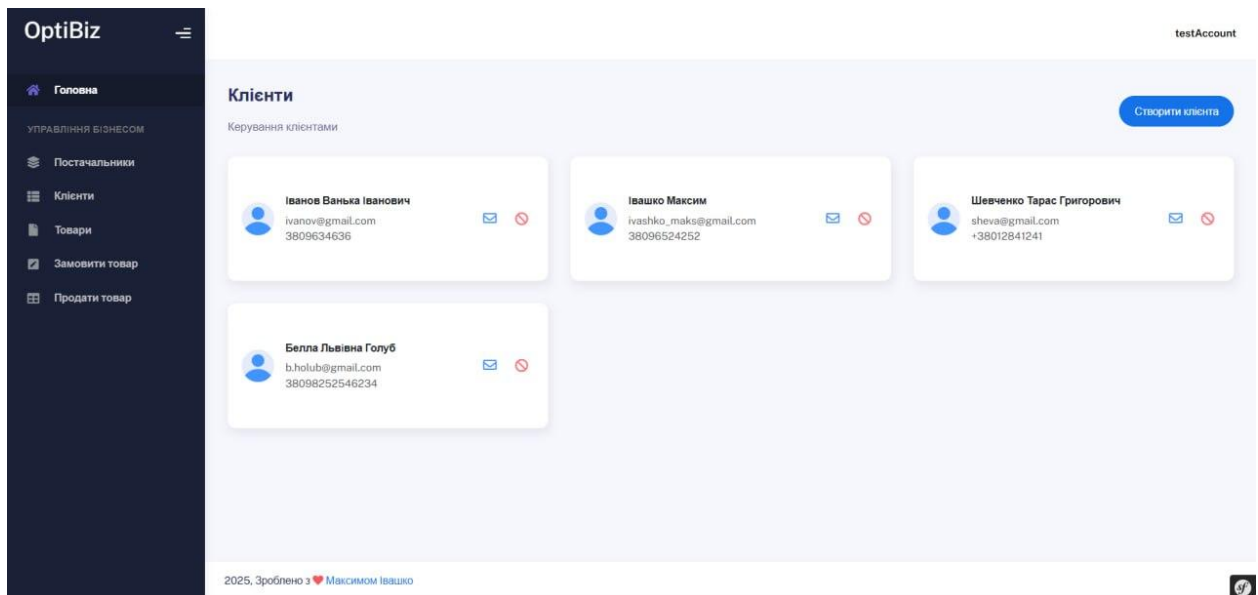 OptiBiz
testAccount
Головна
УПРАВЛІННЯ БІЗНЕСОМ
Постачальники
Клієнти
Товари
Замовити товар
Продати товар
Клієнти
Керування клієнтами
Створити клієнта
Іванов Ванька Іванович
ivanov@gmail.com
3809634636
Івашко Максим
ivashko_maks@gmail.com
38096524252
Шевченко Тарас Григорович
sheva@gmail.com
+38012841241
Белла Львівна Голуб
b.holub@gmail.com
38098252546234
2025, Зроблено з ❤ Максимом Івашко
sf